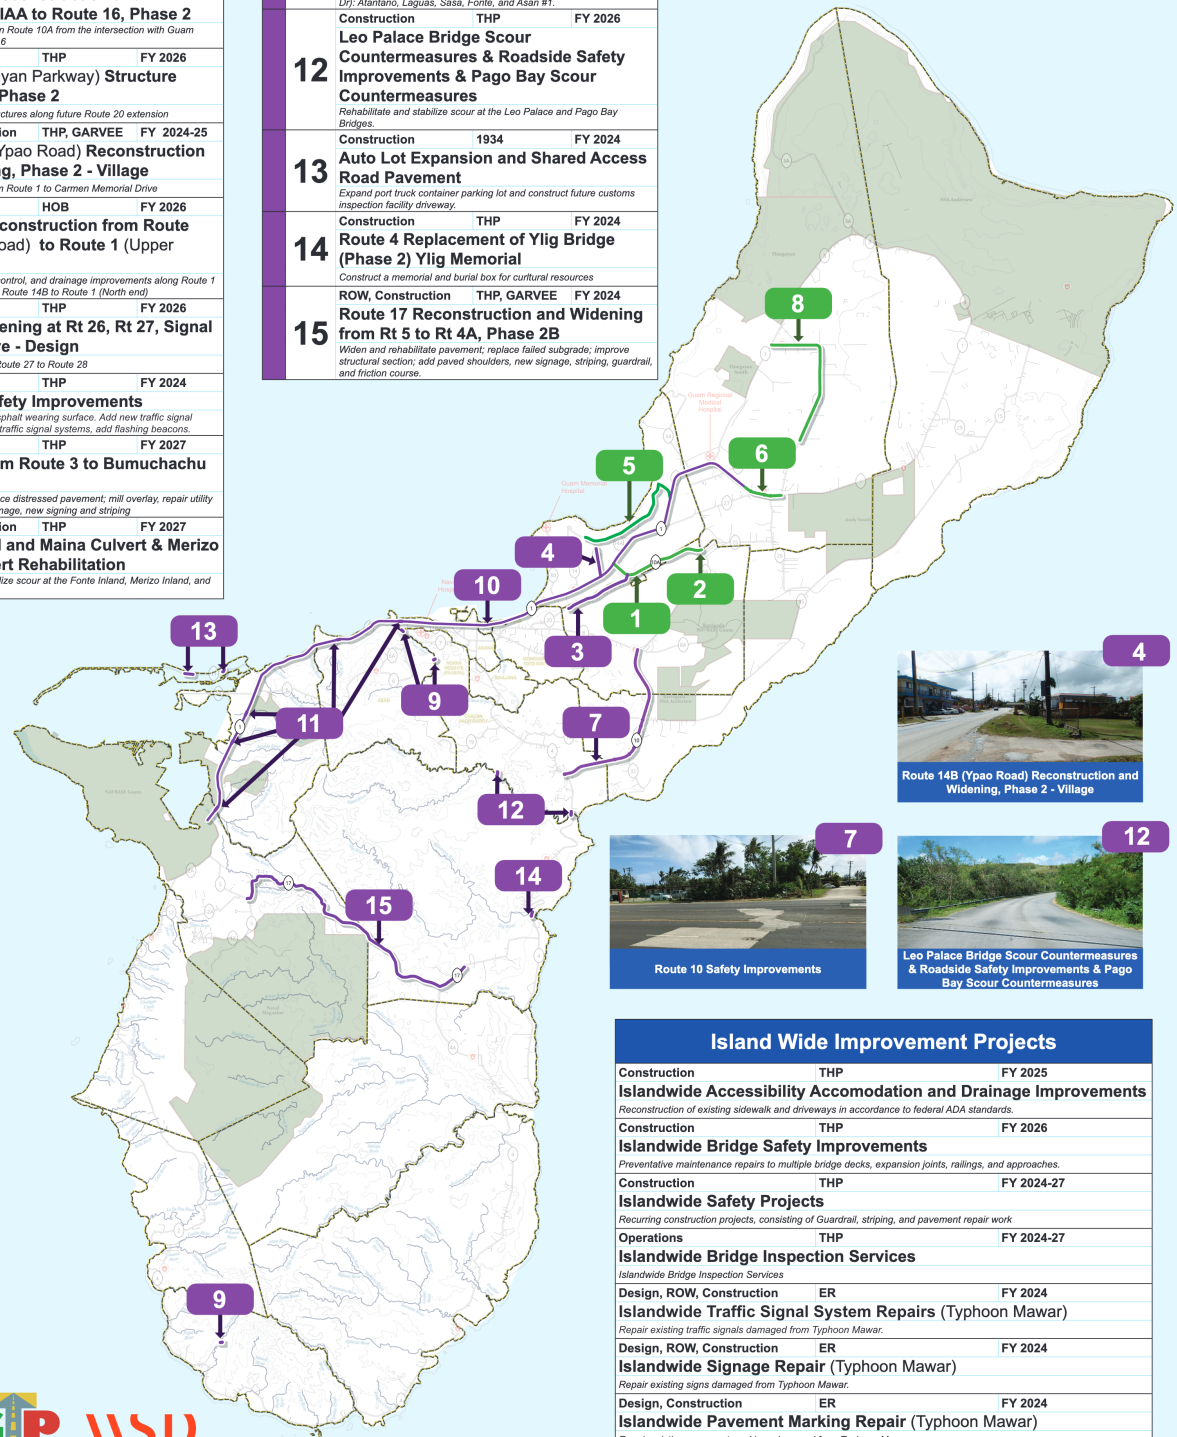 IAA to Route 16, Phase 2
n Route 10A from the intersection with Guam
6
THP FY 2026
yan Parkway) Structure
Phase 2
ctures along future Route 20 extension
ion THP, GARVEE FY 2024-25
Ypao Road) Reconstruction
ng, Phase 2 - Village
m Route 1 to Carmen Memorial Drive
HOB FY 2026
construction from Route
oad) to Route 1 (Upper
control, and drainage improvements along Route 1
Route 14B to Route 1 (North end)
THP FY 2026
ening at Rt 26, Rt 27, Signal
e - Design
Route 27 to Route 28
THP FY 2024
fety Improvements
sphalt wearing surface. Add new traffic signal
traffic signal systems, add flashing beacons.
THP FY 2027
m Route 3 to Bumuchachu
ce distressed pavement; mill overlay, repair utility
nage, new signing and striping
ion THP FY 2027
l and Maina Culvert & Merizo
ert Rehabilitation
lize scour at the Fonte Inland, Merizo Inland, and
Dr): Atantano, Laguas, Sasa, Fonte, and Asan #1.
Construction THP FY 2026
12
Leo Palace Bridge Scour
Countermeasures & Roadside Safety
Improvements & Pago Bay Scour
Countermeasures
Rehabilitate and stabilize scour at the Leo Palace and Pago Bay
Bridges.
Construction 1934 FY 2024
13
Auto Lot Expansion and Shared Access
Road Pavement
Expand port truck container parking lot and construct future customs
inspection facility driveway.
Construction THP FY 2024
14
Route 4 Replacement of Ylig Bridge
(Phase 2) Ylig Memorial
Construct a memorial and burial box for curltural resources
ROW, Construction THP, GARVEE FY 2024
15
Route 17 Reconstruction and Widening
from Rt 5 to Rt 4A, Phase 2B
Widen and rehabilitate pavement; replace failed subgrade; improve
structural section; add paved shoulders, new signage, striping, guardrail,
and friction course.
8
Guam Regional
Medical
Hospital
6
5
Guam Memorial
Hospital
1
4
10A
2
10
1
1
3
13
9
11
1
7
10
12
14
17
15
17
9
4
Route 14B (Ypao Road) Reconstruction and
Widening, Phase 2 - Village
7
Route 10 Safety Improvements
12
Leo Palace Bridge Scour Countermeasures
& Roadside Safety Improvements & Pago
Bay Scour Countermeasures
Island Wide Improvement Projects
Construction THP FY 2025
Islandwide Accessibility Accomodation and Drainage Improvements
Reconstruction of existing sidewalk and driveways in accordance to federal ADA standards.
Construction THP FY 2026
Islandwide Bridge Safety Improvements
Preventative maintenance repairs to multiple bridge decks, expansion joints, railings, and approaches.
Construction THP FY 2024-27
Islandwide Safety Projects
Recurring construction projects, consisting of Guardrail, striping, and pavement repair work
Operations THP FY 2024-27
Islandwide Bridge Inspection Services
Islandwide Bridge Inspection Services
Design, ROW, Construction ER FY 2024
Islandwide Traffic Signal System Repairs (Typhoon Mawar)
Repair existing traffic signals damaged from Typhoon Mawar.
Design, ROW, Construction ER FY 2024
Islandwide Signage Repair (Typhoon Mawar)
Repair existing signs damaged from Typhoon Mawar.
Design, Construction ER FY 2024
Islandwide Pavement Marking Repair (Typhoon Mawar)